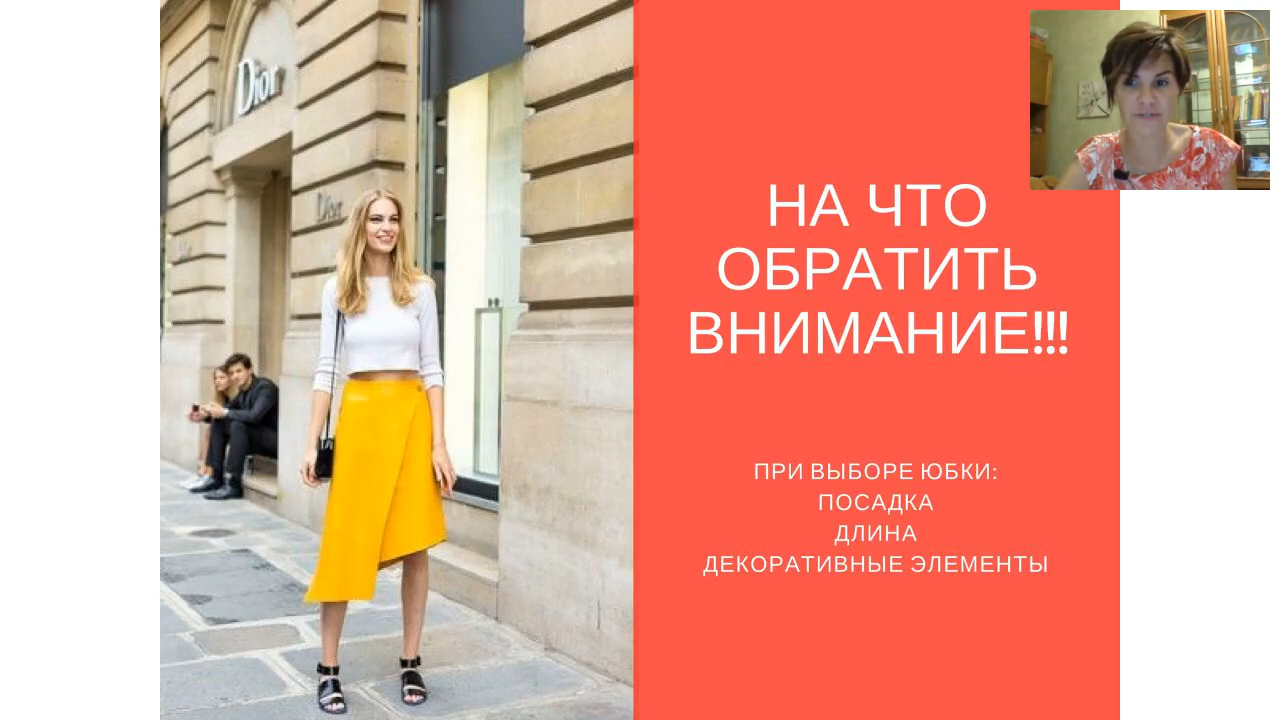 Dior
Dior
НА ЧТО
ОБРАТИТЬ
ВНИМАНИЕ!!!
ПРИ ВЫБОРЕ ЮБКИ:
ПОСАДКА
ДЛИНА
ДЕКОРАТИВНЫЕ ЭЛЕМЕНТЫ